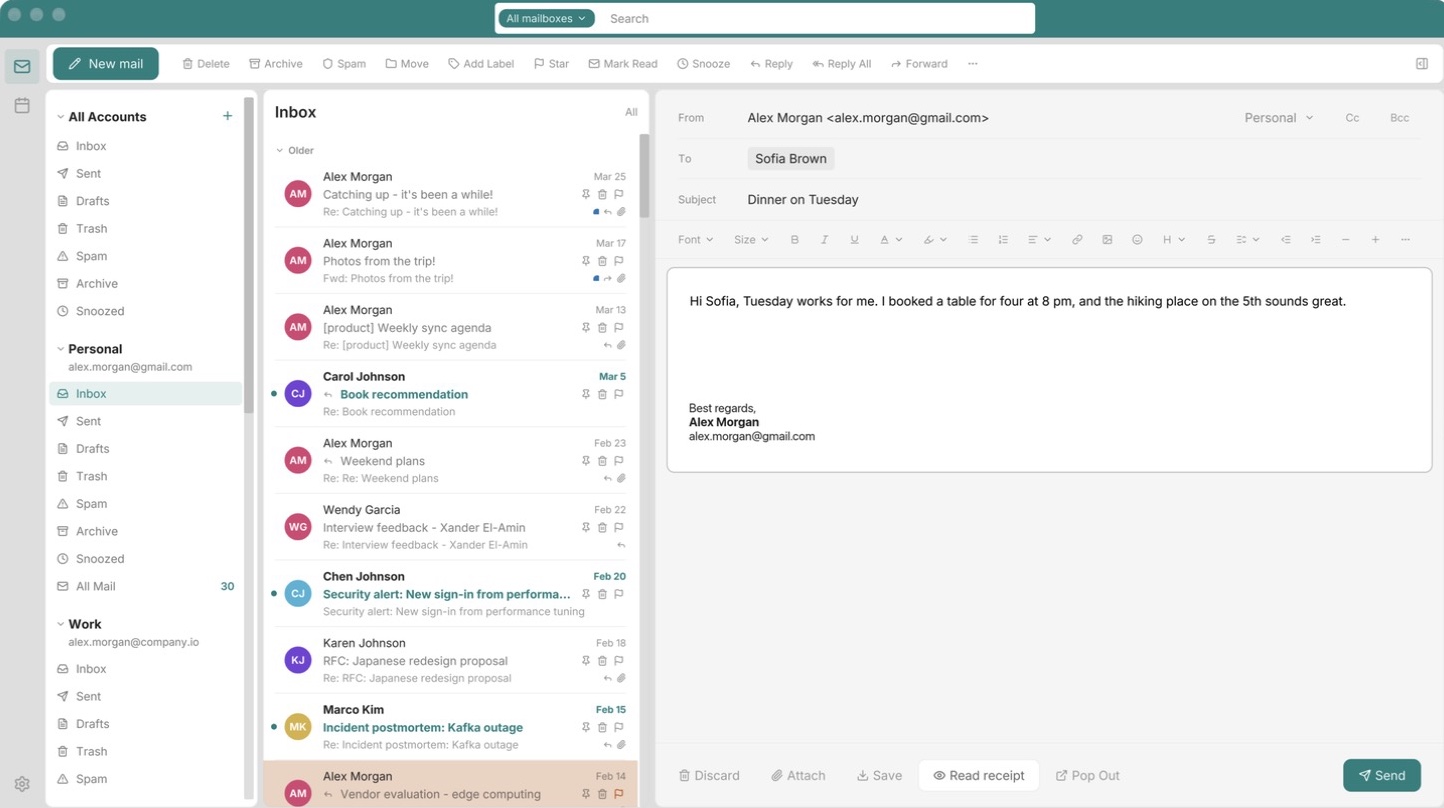 All mailboxes
Search
New mail
Delete
Archive
Spam
Move
Add Label
Star
Mark Read
Snooze
Reply
Reply All
Forward
All Accounts
Inbox
Sent
Drafts
Trash
Spam
Archive
Snoozed
Personal
alex.morgan@gmail.com
Inbox
Sent
Drafts
Trash
Spam
Archive
Snoozed
All Mail 30
Work
alex.morgan@company.io
Inbox
Sent
Drafts
Trash
Spam
Inbox All
Older
AM
Alex Morgan Mar 25
Catching up - it's been a while!
Re: Catching up - it's been a while!
AM
Alex Morgan Mar 17
Photos from the trip!
Fwd: Photos from the trip!
AM
Alex Morgan Mar 13
[product] Weekly sync agenda
Re: [product] Weekly sync agenda
CJ
Carol Johnson Mar 5
Book recommendation
Re: Book recommendation
AM
Alex Morgan Feb 23
Weekend plans
Re: Re: Weekend plans
WG
Wendy Garcia Feb 22
Interview feedback - Xander El-Amin
Re: Interview feedback - Xander El-Amin
CJ
Chen Johnson Feb 20
Security alert: New sign-in from performa...
Security alert: New sign-in from performance tuning
KJ
Karen Johnson Feb 18
RFC: Japanese redesign proposal
Re: RFC: Japanese redesign proposal
MK
Marco Kim Feb 15
Incident postmortem: Kafka outage
Re: Incident postmortem: Kafka outage
AM
Alex Morgan Feb 14
Vendor evaluation - edge computing
From Alex Morgan <alex.morgan@gmail.com> Personal Cc Bcc
To Sofia Brown
Subject Dinner on Tuesday
Font Size B I U A H S
Hi Sofia, Tuesday works for me. I booked a table for four at 8 pm, and the hiking place on the 5th sounds great.
Best regards,
Alex Morgan
alex.morgan@gmail.com
Discard
Attach
Save
Read receipt
Pop Out
Send